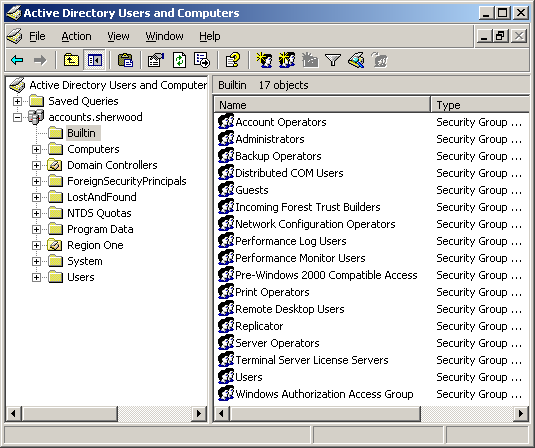 Active Directory Users and Computers
File Action View Window Help
Active Directory Users and Computer
Saved Queries
accounts.sherwood
Builtin
Computers
Domain Controllers
ForeignSecurityPrincipals
LostAndFound
NTDS Quotas
Program Data
Region One
System
Users
Builtin 17 objects
Name Type
Account Operators Security Group ...
Administrators Security Group ...
Backup Operators Security Group ...
Distributed COM Users Security Group ...
Guests Security Group ...
Incoming Forest Trust Builders Security Group ...
Network Configuration Operators Security Group ...
Performance Log Users Security Group ...
Performance Monitor Users Security Group ...
Pre-Windows 2000 Compatible Access Security Group ...
Print Operators Security Group ...
Remote Desktop Users Security Group ...
Replicator Security Group ...
Server Operators Security Group ...
Terminal Server License Servers Security Group ...
Users Security Group ...
Windows Authorization Access Group Security Group ...